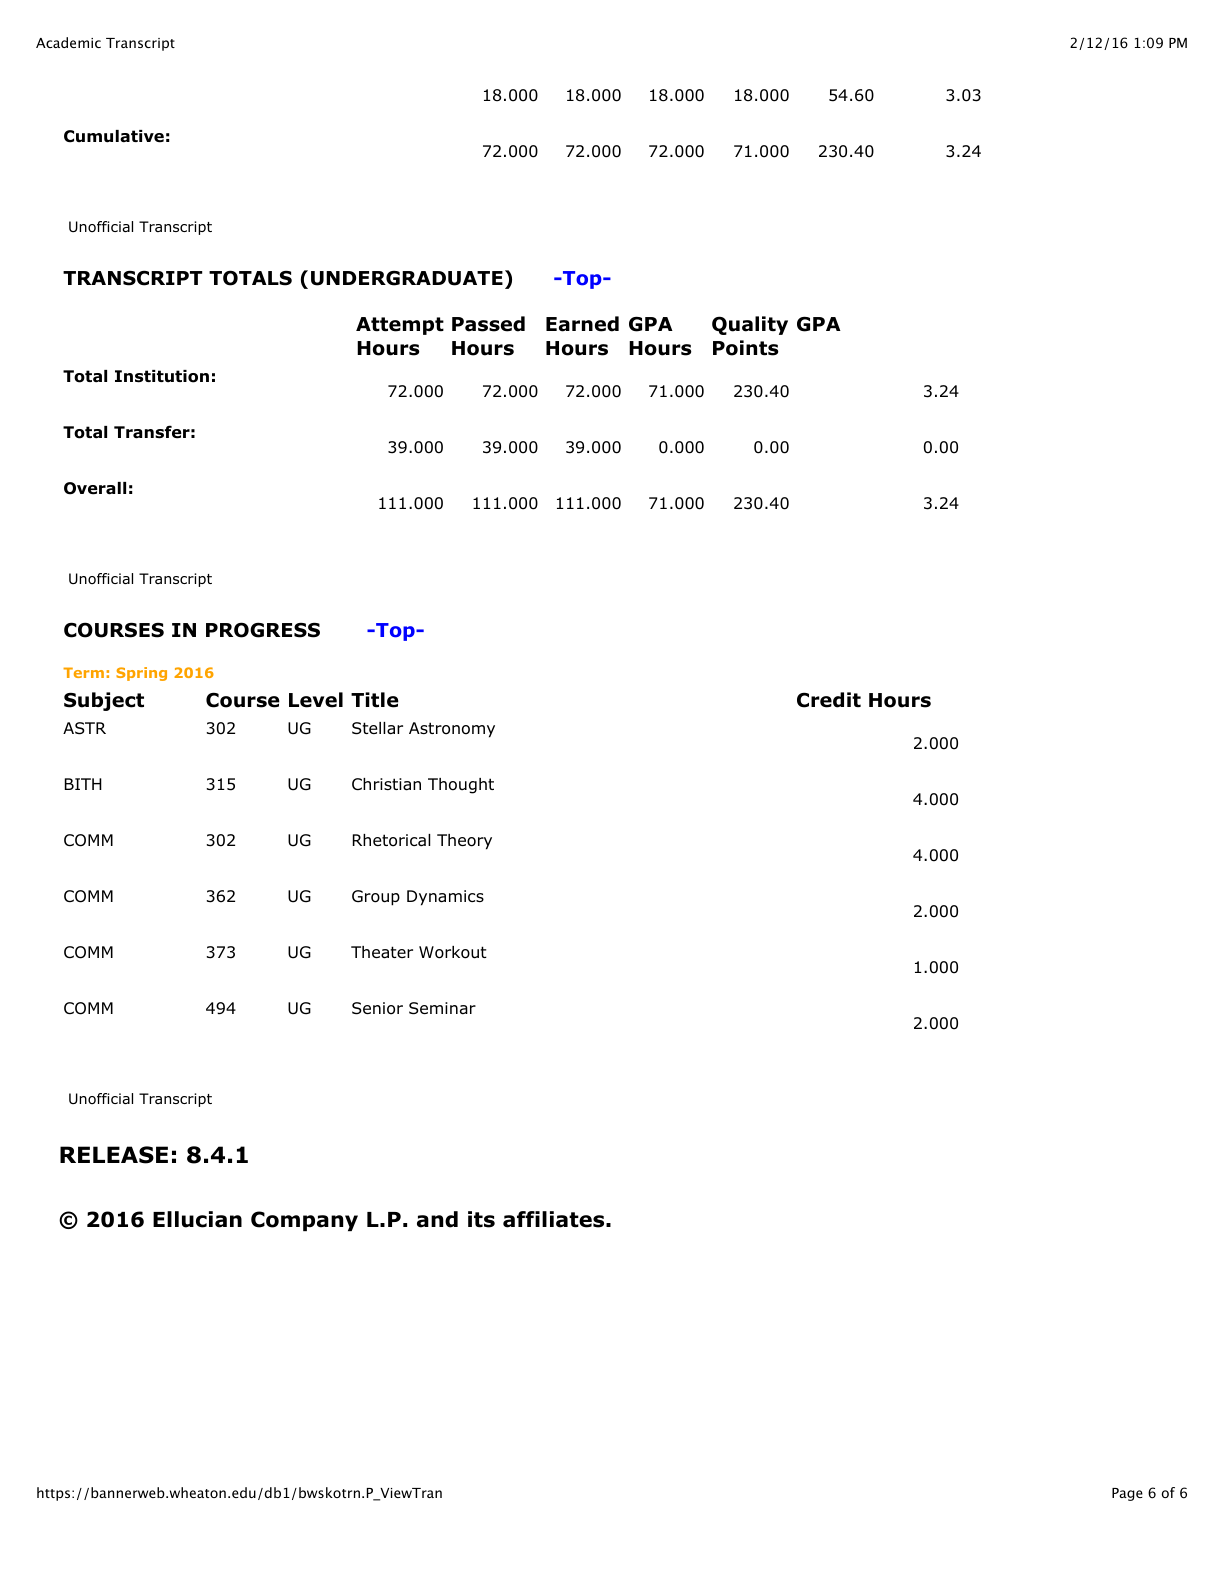 Academic Transcript 2/12/16 1:09 PM
18.000 18.000 18.000 18.000 54.60 3.03
Cumulative:
72.000 72.000 72.000 71.000 230.40 3.24
Unofficial Transcript
TRANSCRIPT TOTALS (UNDERGRADUATE) -Top-
Attempt Passed Earned GPA Quality GPA
Hours Hours Hours Hours Points
Total Institution:
72.000 72.000 72.000 71.000 230.40 3.24
Total Transfer:
39.000 39.000 39.000 0.000 0.00 0.00
Overall:
111.000 111.000 111.000 71.000 230.40 3.24
Unofficial Transcript
COURSES IN PROGRESS -Top-
Term: Spring 2016
Subject Course Level Title Credit Hours
ASTR 302 UG Stellar Astronomy
2.000
BITH 315 UG Christian Thought
4.000
COMM 302 UG Rhetorical Theory
4.000
COMM 362 UG Group Dynamics
2.000
COMM 373 UG Theater Workout
1.000
COMM 494 UG Senior Seminar
2.000
Unofficial Transcript
RELEASE: 8.4.1
© 2016 Ellucian Company L.P. and its affiliates.
https://bannerweb.wheaton.edu/db1/bwskotrn.P_ViewTran Page 6 of 6